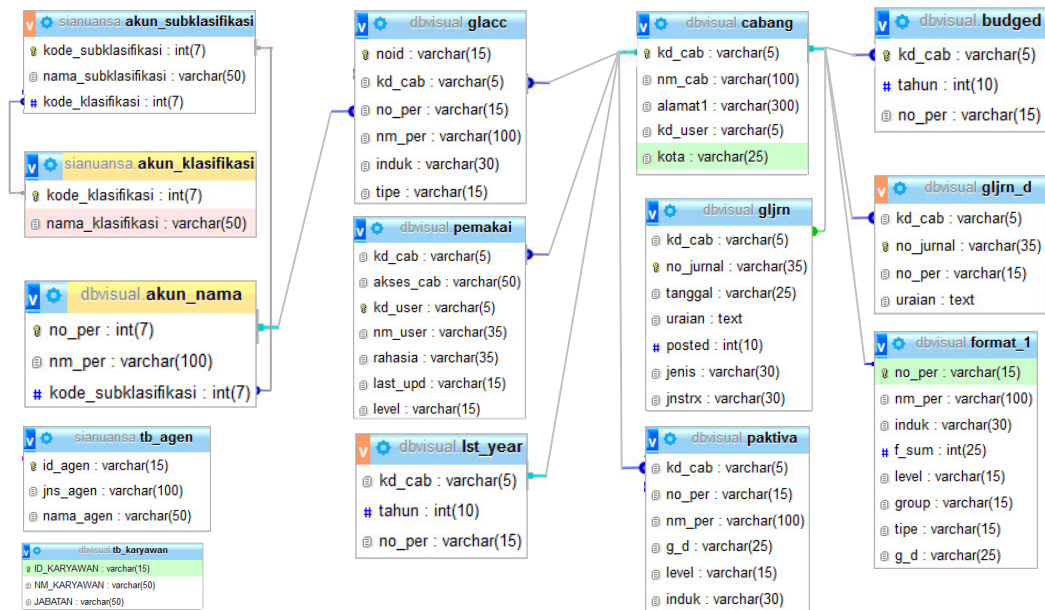 v sianuansa.akun_subklasifikasi
kode_subklasifikasi : int(7)
nama_subklasifikasi : varchar(50)
# kode_klasifikasi : int(7)
v sianuansa.akun_klasifikasi
kode_klasifikasi : int(7)
nama_klasifikasi : varchar(50)
v dbvisual.akun_nama
no_per : int(7)
nm_per : varchar(100)
# kode_subklasifikasi : int(7)
v sianuansa.tb_agen
id_agen : varchar(15)
jns_agen : varchar(100)
nama_agen : varchar(50)
v dbvisual.tb_karyawan
ID_KARYAWAN : varchar(15)
NM_KARYAWAN : varchar(50)
JABATAN : varchar(50)
v dbvisual.glacc
noid : varchar(15)
kd_cab : varchar(5)
no_per : varchar(15)
nm_per : varchar(100)
induk : varchar(30)
tipe : varchar(15)
v dbvisual.pemakai
kd_cab : varchar(5)
akses_cab : varchar(50)
kd_user : varchar(5)
nm_user : varchar(35)
rahasia : varchar(35)
last_upd : varchar(15)
level : varchar(15)
v dbvisual.lst_year
kd_cab : varchar(5)
# tahun : int(10)
no_per : varchar(15)
v dbvisual.cabang
kd_cab : varchar(5)
nm_cab : varchar(100)
alamat1 : varchar(300)
kd_user : varchar(5)
kota : varchar(25)
v dbvisual.gljrn
kd_cab : varchar(5)
no_jurnal : varchar(35)
tanggal : varchar(25)
uraian : text
# posted : int(10)
jenis : varchar(30)
jnstrx : varchar(30)
v dbvisual.paktiva
kd_cab : varchar(5)
no_per : varchar(15)
nm_per : varchar(100)
g_d : varchar(25)
level : varchar(15)
induk : varchar(30)
v dbvisual.budged
kd_cab : varchar(5)
# tahun : int(10)
no_per : varchar(15)
v dbvisual.gljrn_d
kd_cab : varchar(5)
no_jurnal : varchar(35)
no_per : varchar(15)
uraian : text
v dbvisual.format_1
no_per : varchar(15)
nm_per : varchar(100)
induk : varchar(30)
# f_sum : int(25)
level : varchar(15)
group : varchar(15)
tipe : varchar(15)
g_d : varchar(25)